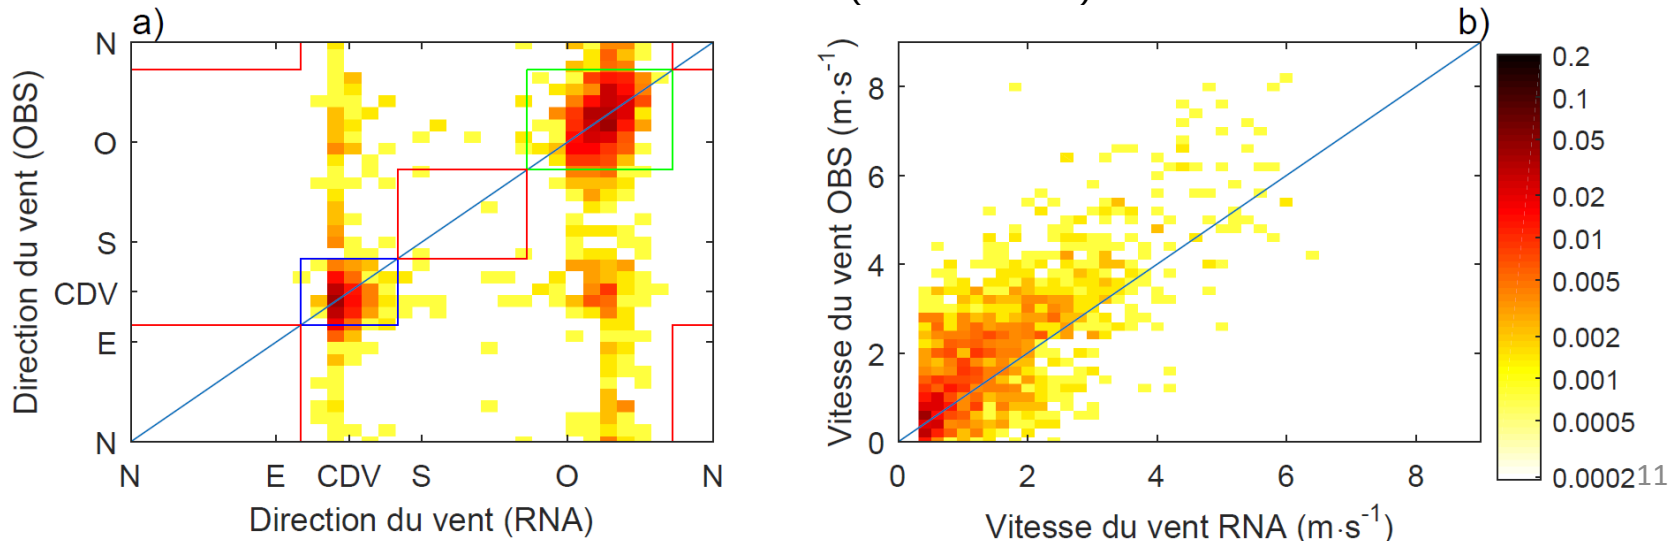 a)
N
O
S
CDV
E
N
Direction du vent (OBS)
N E CDV S O N
Direction du vent (RNA)
b)
8
6
4
2
0
Vitesse du vent OBS (m·s⁻¹)
0 2 4 6 8
Vitesse du vent RNA (m·s⁻¹)
0.2
0.1
0.05
0.02
0.01
0.005
0.002
0.001
0.0005
0.0002
11